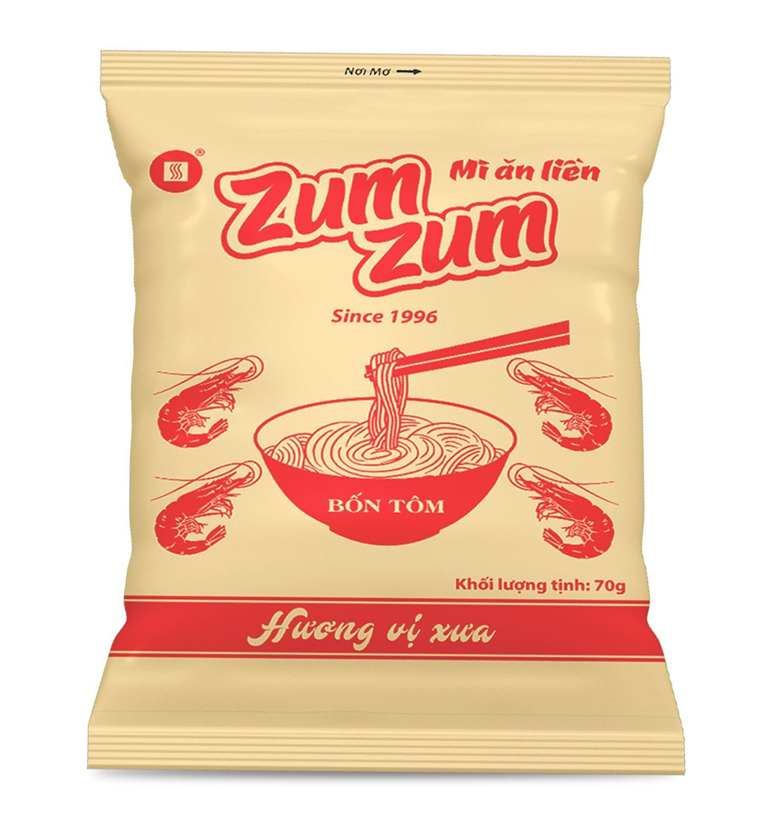 Nơi Mở
Mì ăn liền
Zum
Zum
Since 1996
BỐN TÔM
Khối lượng tịnh: 70g
Hương vị xưa